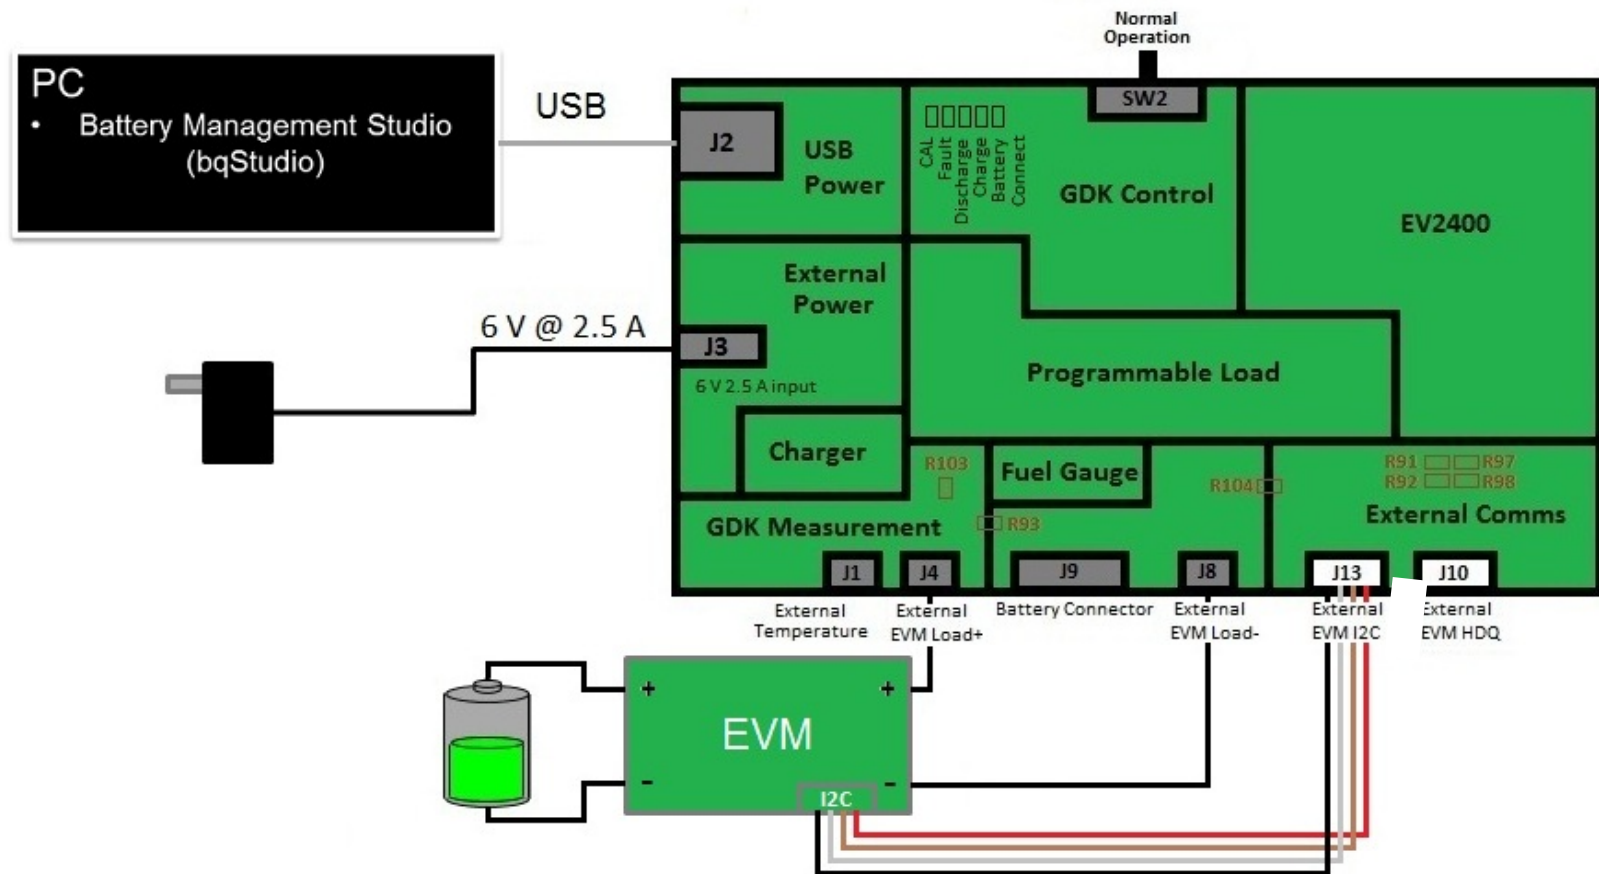 Normal
Operation
PC
• Battery Management Studio
(bqStudio)
USB
J2
USB
Power
SW2
CAL
Fault
Discharge
Charge
Battery
Connect
GDK Control
EV2400
External
Power
6 V @ 2.5 A
J3
6 V 2.5 A input
Programmable Load
Charger
R103
Fuel Gauge
R104
R91
R97
R92
R98
GDK Measurement
R93
External Comms
J1
J4
J9
J8
J13
J10
External
Temperature
External
EVM Load+
Battery Connector
External
EVM Load-
External
EVM I2C
External
EVM HDQ
+
+
EVM
-
-
I2C